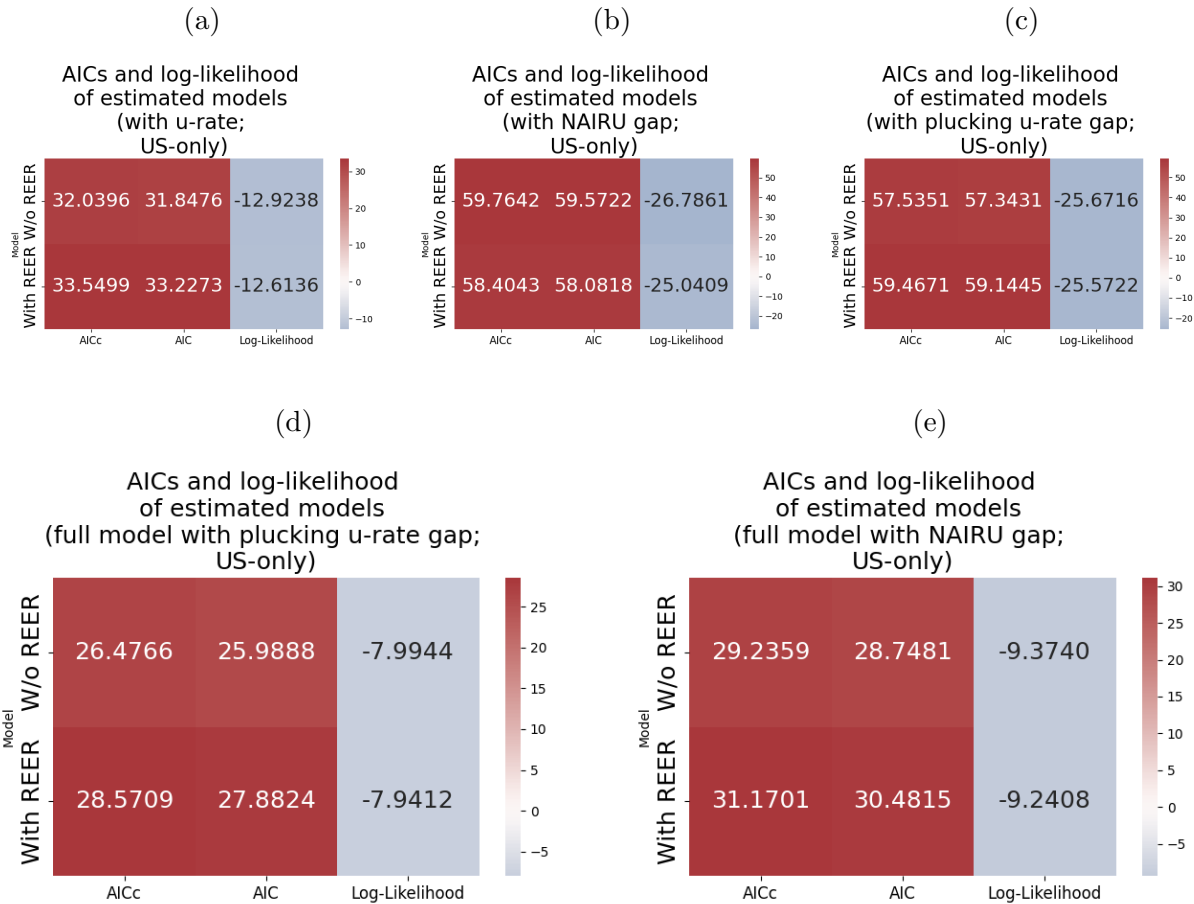 (a)
AICs and log-likelihood
of estimated models
(with u-rate;
US-only)
W/o REER
32.0396 31.8476 -12.9238
Model
With REER
33.5499 33.2273 -12.6136
AICc AIC Log-Likelihood
30
20
10
0
−10
(b)
AICs and log-likelihood
of estimated models
(with NAIRU gap;
US-only)
W/o REER
59.7642 59.5722 -26.7861
Model
With REER
58.4043 58.0818 -25.0409
AICc AIC Log-Likelihood
50
40
30
20
10
0
−10
−20
(c)
AICs and log-likelihood
of estimated models
(with plucking u-rate gap;
US-only)
W/o REER
57.5351 57.3431 -25.6716
Model
With REER
59.4671 59.1445 -25.5722
AICc AIC Log-Likelihood
50
40
30
20
10
0
−10
−20
(d)
AICs and log-likelihood
of estimated models
(full model with plucking u-rate gap;
US-only)
W/o REER
26.4766 25.9888 -7.9944
Model
With REER
28.5709 27.8824 -7.9412
AICc AIC Log-Likelihood
25
20
15
10
5
0
−5
(e)
AICs and log-likelihood
of estimated models
(full model with NAIRU gap;
US-only)
W/o REER
29.2359 28.7481 -9.3740
Model
With REER
31.1701 30.4815 -9.2408
AICc AIC Log-Likelihood
30
25
20
15
10
5
0
−5